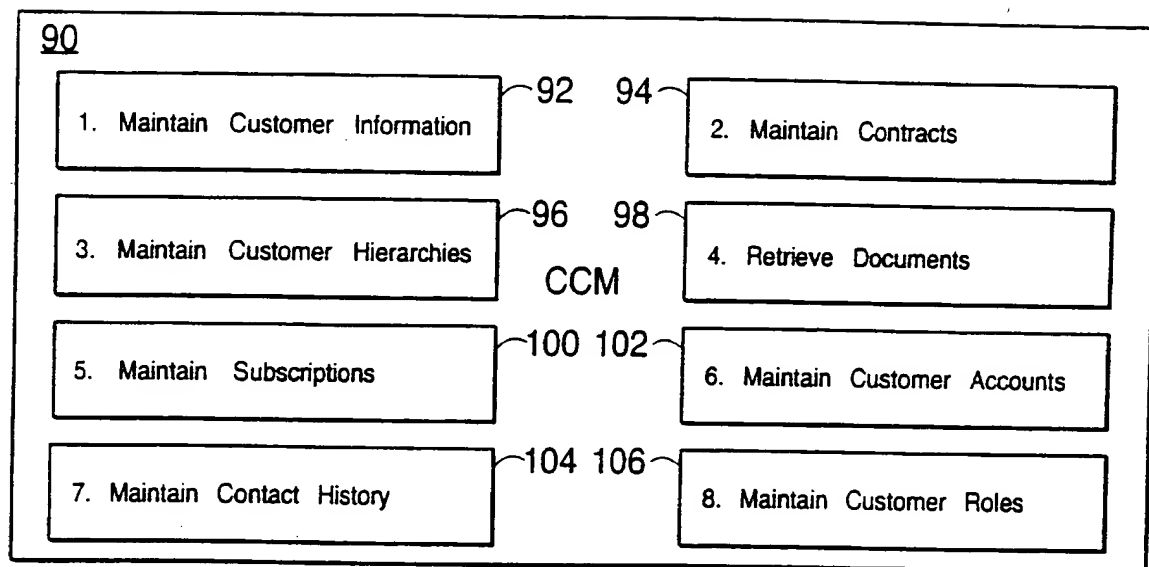 90
1. Maintain Customer Information
92
94
2. Maintain Contracts
3. Maintain Customer Hierarchies
96
98
4. Retrieve Documents
CCM
5. Maintain Subscriptions
100
102
6. Maintain Customer Accounts
7. Maintain Contact History
104
106
8. Maintain Customer Roles